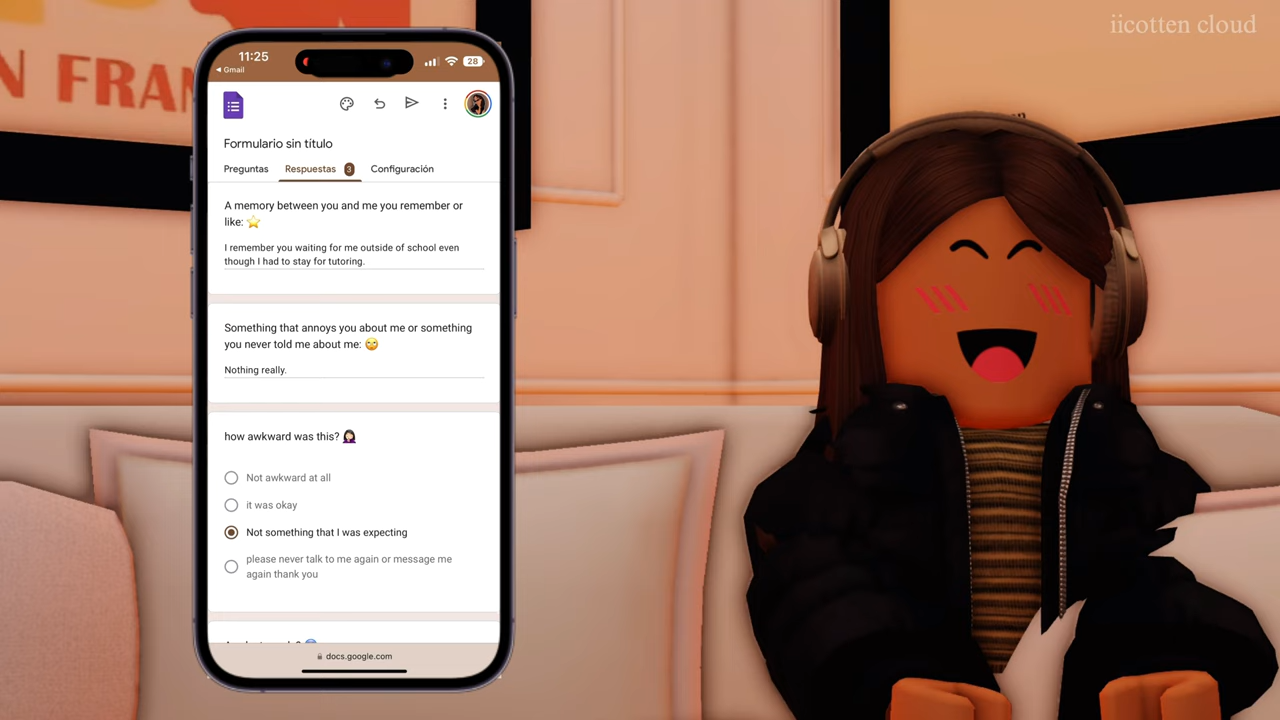 iicotten cloud
N FRAN
11:25
28
◀ Gmail
Formulario sin título
Preguntas Respuestas 3 Configuración
A memory between you and me you remember or
like: ⭐
I remember you waiting for me outside of school even
though I had to stay for tutoring.
Something that annoys you about me or something
you never told me about me: 🙄
Nothing really.
how awkward was this? 🤦🏻‍♀️
Not awkward at all
it was okay
Not something that I was expecting
please never talk to me again or message me
again thank you
docs.google.com